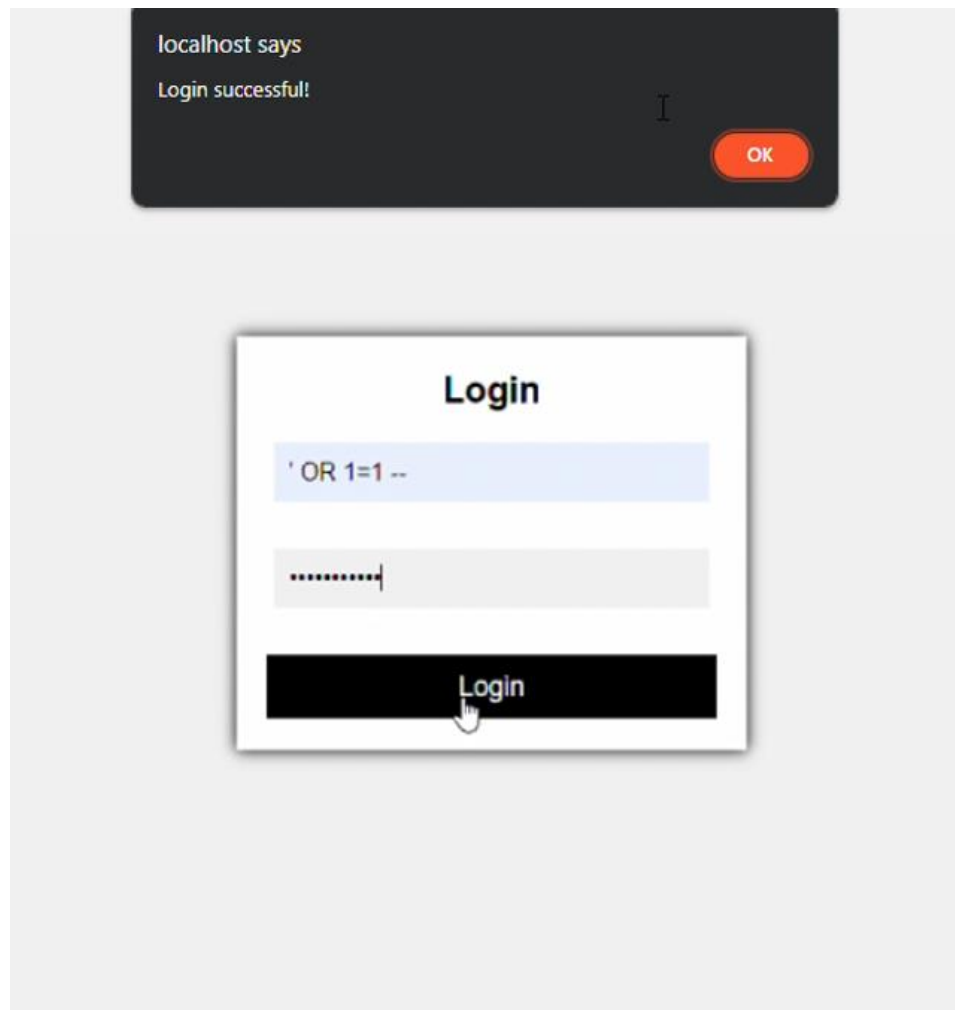 localhost says
Login successful!
OK
Login
' OR 1=1 --
•••••••••••
Login